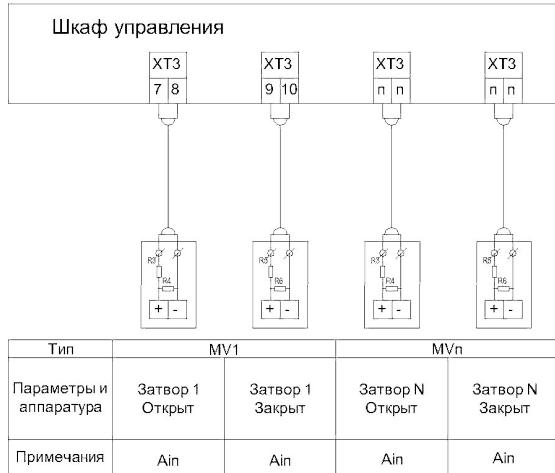 Шкаф управления
XT3 XT3 XT3 XT3
7 8 9 10 n n n n
R3 R5 R3 R5
R4 R6 R4 R6
+ - + - + - + -
Тип MV1 MVn
Параметры и аппаратура Затвор 1 Открыт Затвор 1 Закрыт Затвор N Открыт Затвор N Закрыт
Примечания Ain Ain Ain Ain